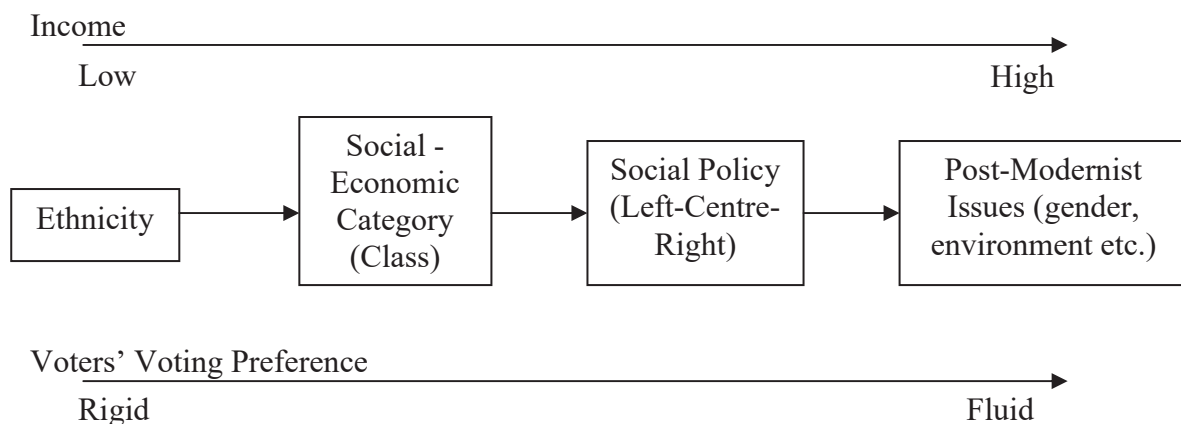 Income
Low High
Ethnicity
Social -
Economic
Category
(Class)
Social Policy
(Left-Centre-
Right)
Post-Modernist
Issues (gender,
environment etc.)
Voters’ Voting Preference
Rigid Fluid